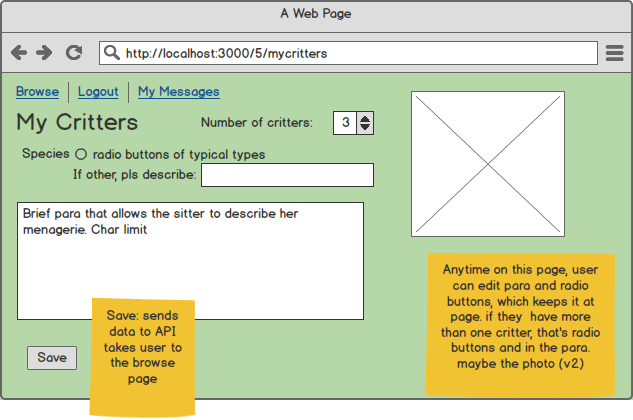 A Web Page
http://localhost:3000/5/mycritters
Browse Logout My Messages
My Critters
Number of critters: 3
Species radio buttons of typical types
If other, pls describe:
Brief para that allows the sitter to describe her
menagerie. Char limit
Anytime on this page, user
can edit para and radio
buttons, which keeps it at
page. if they have more
than one critter, that's radio
buttons and in the para.
maybe the photo (v2)
Save: sends
data to API
takes user to
the browse
page
Save